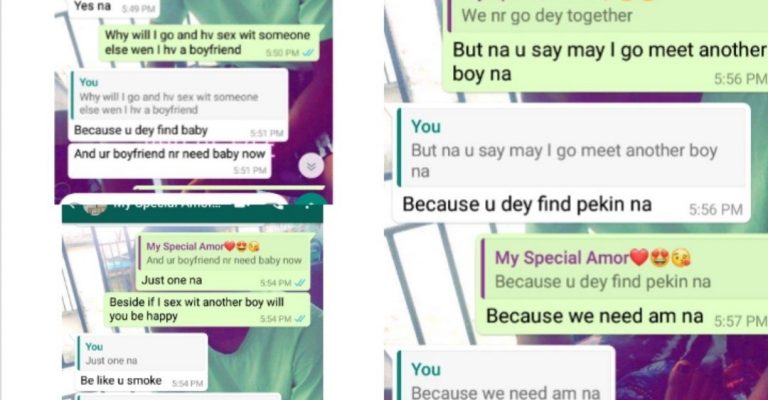 Yes na 5:49 PM
Why will I go and hv sex wit someone
else wen I hv a boyfriend 5:50 PM
You
Why will I go and hv sex wit someone
else wen I hv a boyfriend
Because u dey find baby 5:51 PM
And ur boyfriend nr need baby now
5:51 PM
My Special Amor...
My Special Amor❤️🤩😘
And ur boyfriend nr need baby now
Just one na 5:54 PM
Beside if I sex wit another boy will
you be happy 5:54 PM
You
Just one na
Be like u smoke 5:54 PM
We nr go dey together
But na u say may I go meet another
boy na 5:56 PM
You
But na u say may I go meet another boy
na
Because u dey find pekin na 5:56 PM
My Special Amor❤️🤩😘
Because u dey find pekin na
Because we need am na 5:57 PM
You
Because we need am na